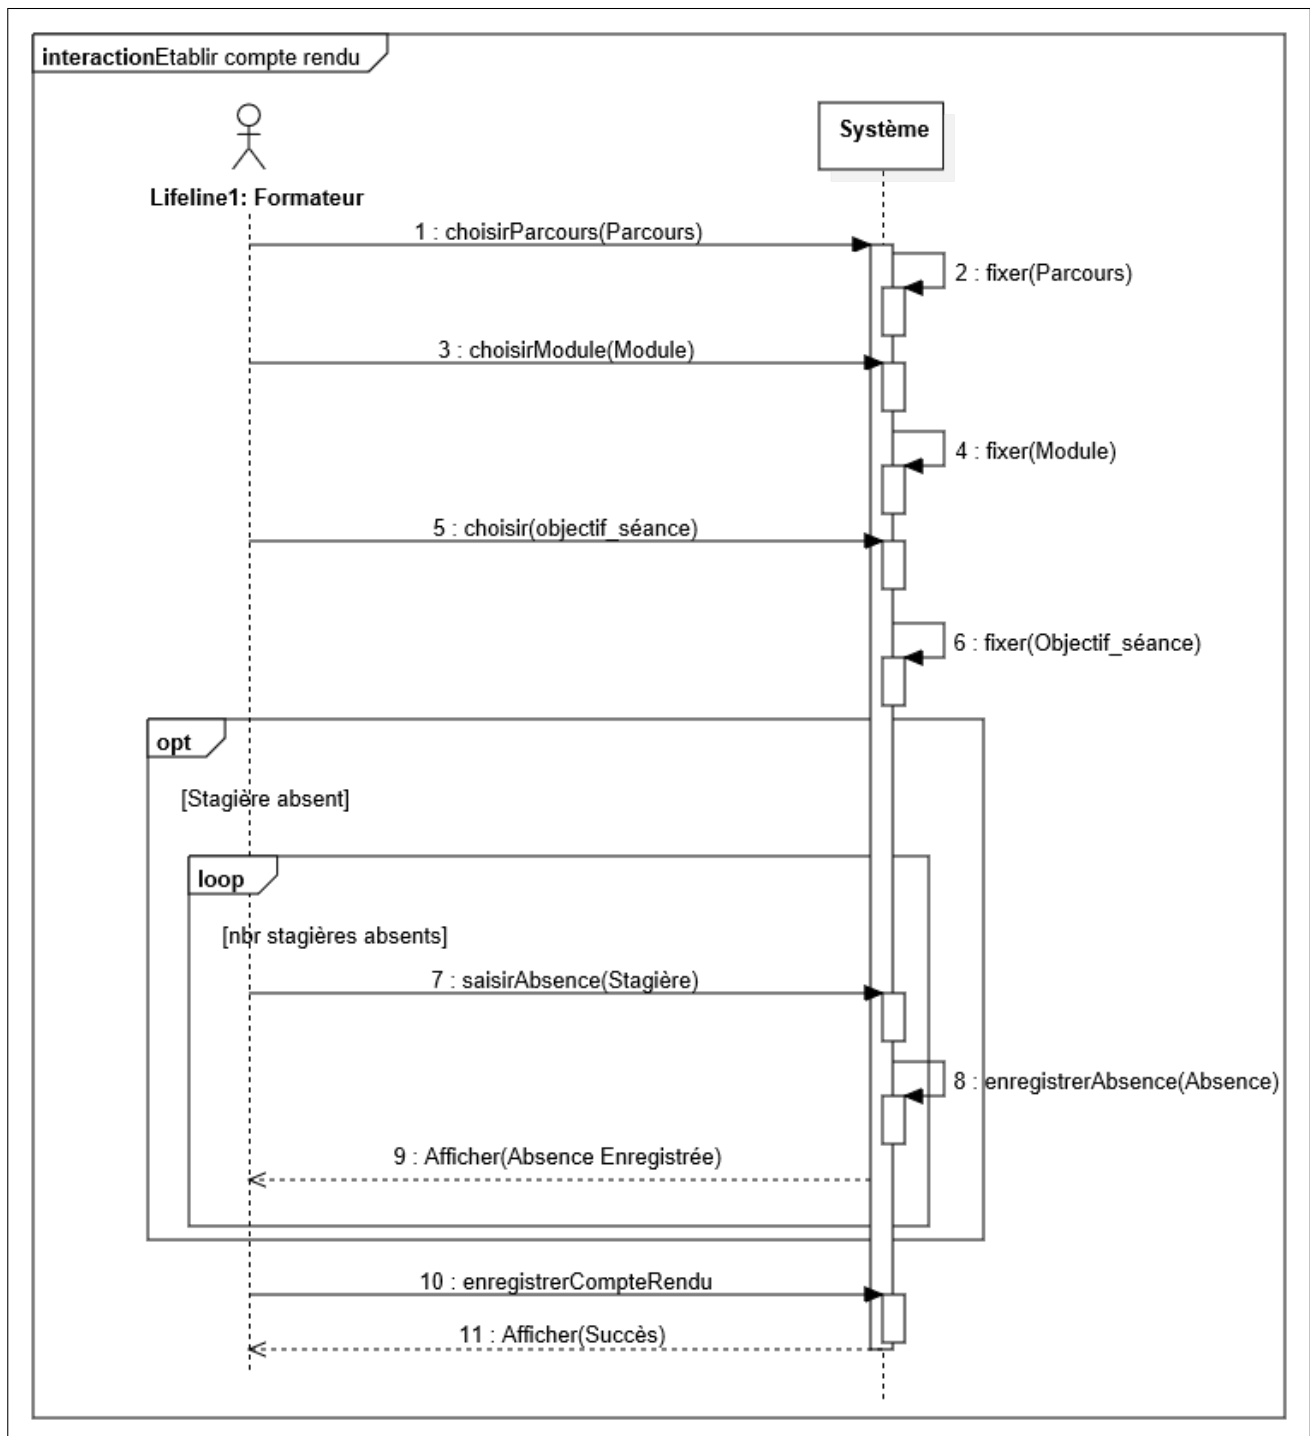 interactionEtablir compte rendu
Système
Lifeline1: Formateur
1 : choisirParcours(Parcours)
2 : fixer(Parcours)
3 : choisirModule(Module)
4 : fixer(Module)
5 : choisir(objectif_séance)
6 : fixer(Objectif_séance)
opt
[Stagière absent]
loop
[nbr stagières absents]
7 : saisirAbsence(Stagière)
8 : enregistrerAbsence(Absence)
9 : Afficher(Absence Enregistrée)
10 : enregistrerCompteRendu
11 : Afficher(Succès)